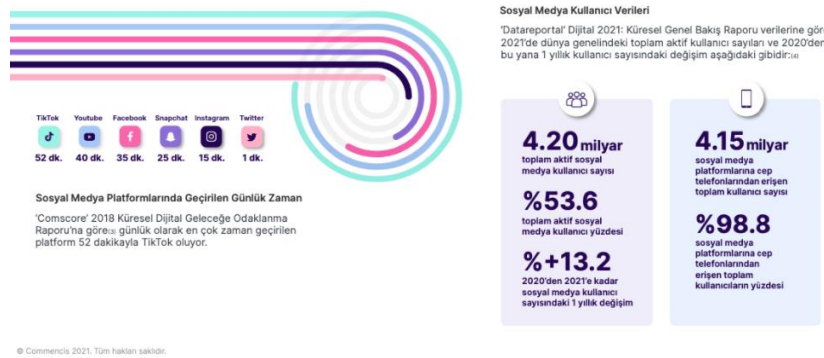 TikTok Youtube Facebook Snapchat Instagram Twitter
52 dk. 40 dk. 35 dk. 25 dk. 15 dk. 1 dk.
Sosyal Medya Platformlarında Geçirilen Günlük Zaman
‘Comscore’ 2018 Küresel Dijital Geleceğe Odaklanma
Raporu’na göre(3) günlük olarak en çok zaman geçirilen
platform 52 dakikayla TikTok oluyor.
Sosyal Medya Kullanıcı Verileri
‘Datareportal’ Dijital 2021: Küresel Genel Bakış Raporu verilerine göre
2021’de dünya genelindeki toplam aktif kullanıcı sayıları ve 2020’den
bu yana 1 yıllık kullanıcı sayısındaki değişim aşağıdaki gibidir:(4)
4.20 milyar
toplam aktif sosyal
medya kullanıcı sayısı
%53.6
toplam aktif sosyal
medya kullanıcı yüzdesi
%+13.2
2020’den 2021’e kadar
sosyal medya kullanıcı
sayısındaki 1 yıllık değişim
4.15 milyar
sosyal medya
platformlarına cep
telefonlarından erişen
toplam kullanıcı sayısı
%98.8
sosyal medya
platformlarına cep
telefonlarından
erişen toplam
kullanıcıların yüzdesi
© Commencis 2021. Tüm hakları saklıdır.